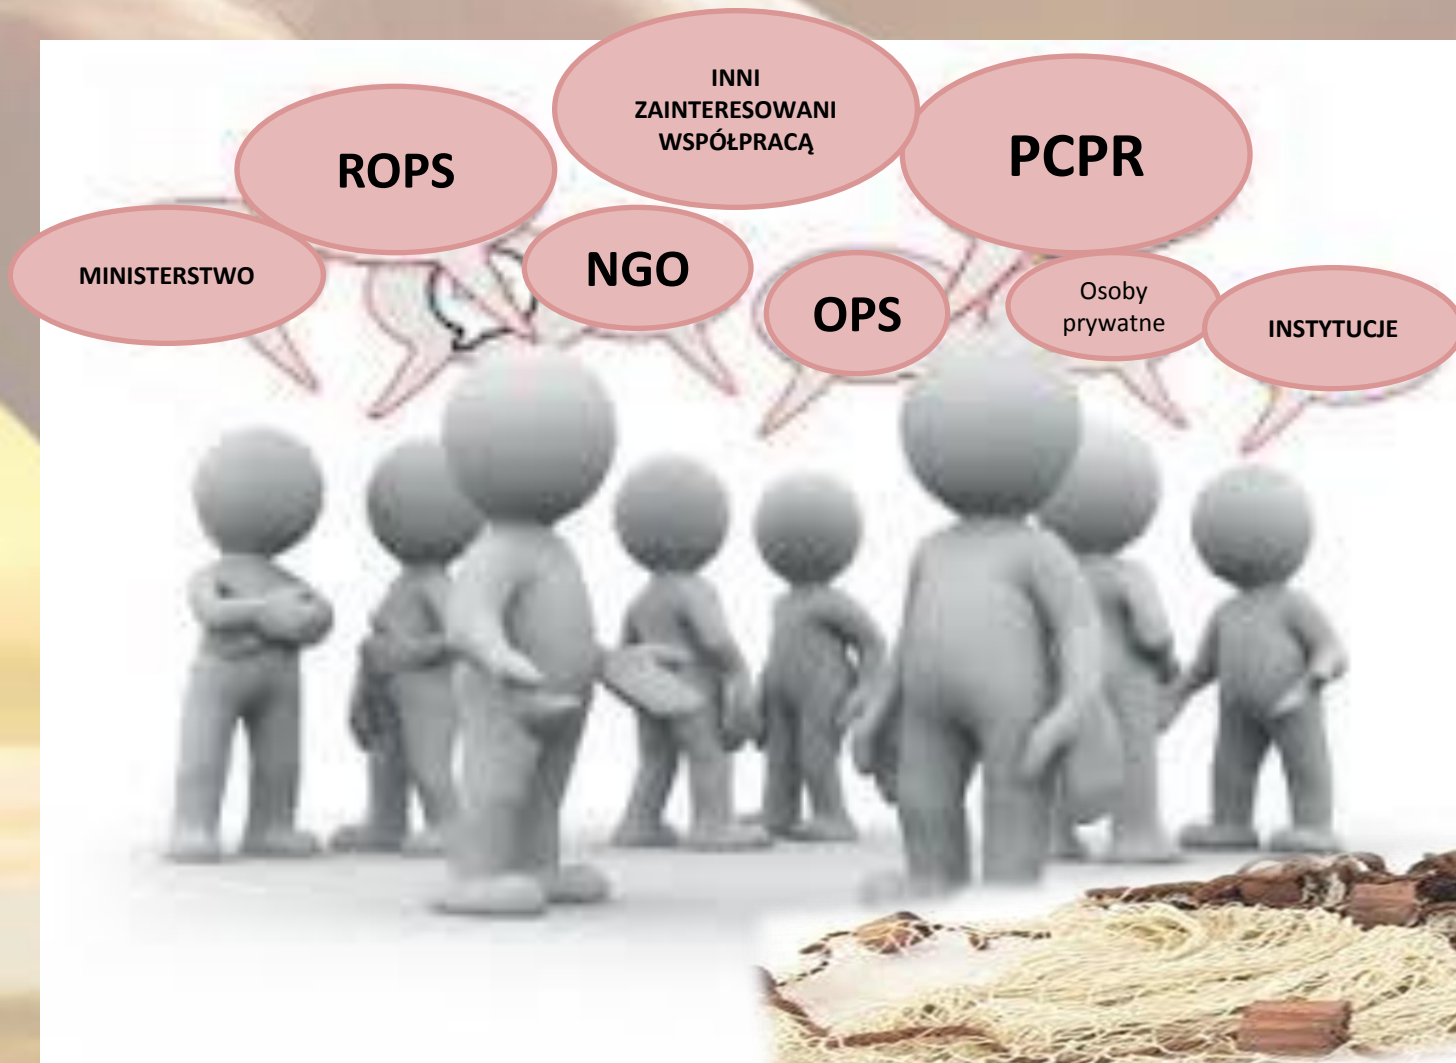 INNI
ZAINTERESOWANI
WSPÓŁPRACĄ
ROPS
PCPR
MINISTERSTWO
NGO
OPS
Osoby
prywatne
INSTYTUCJE